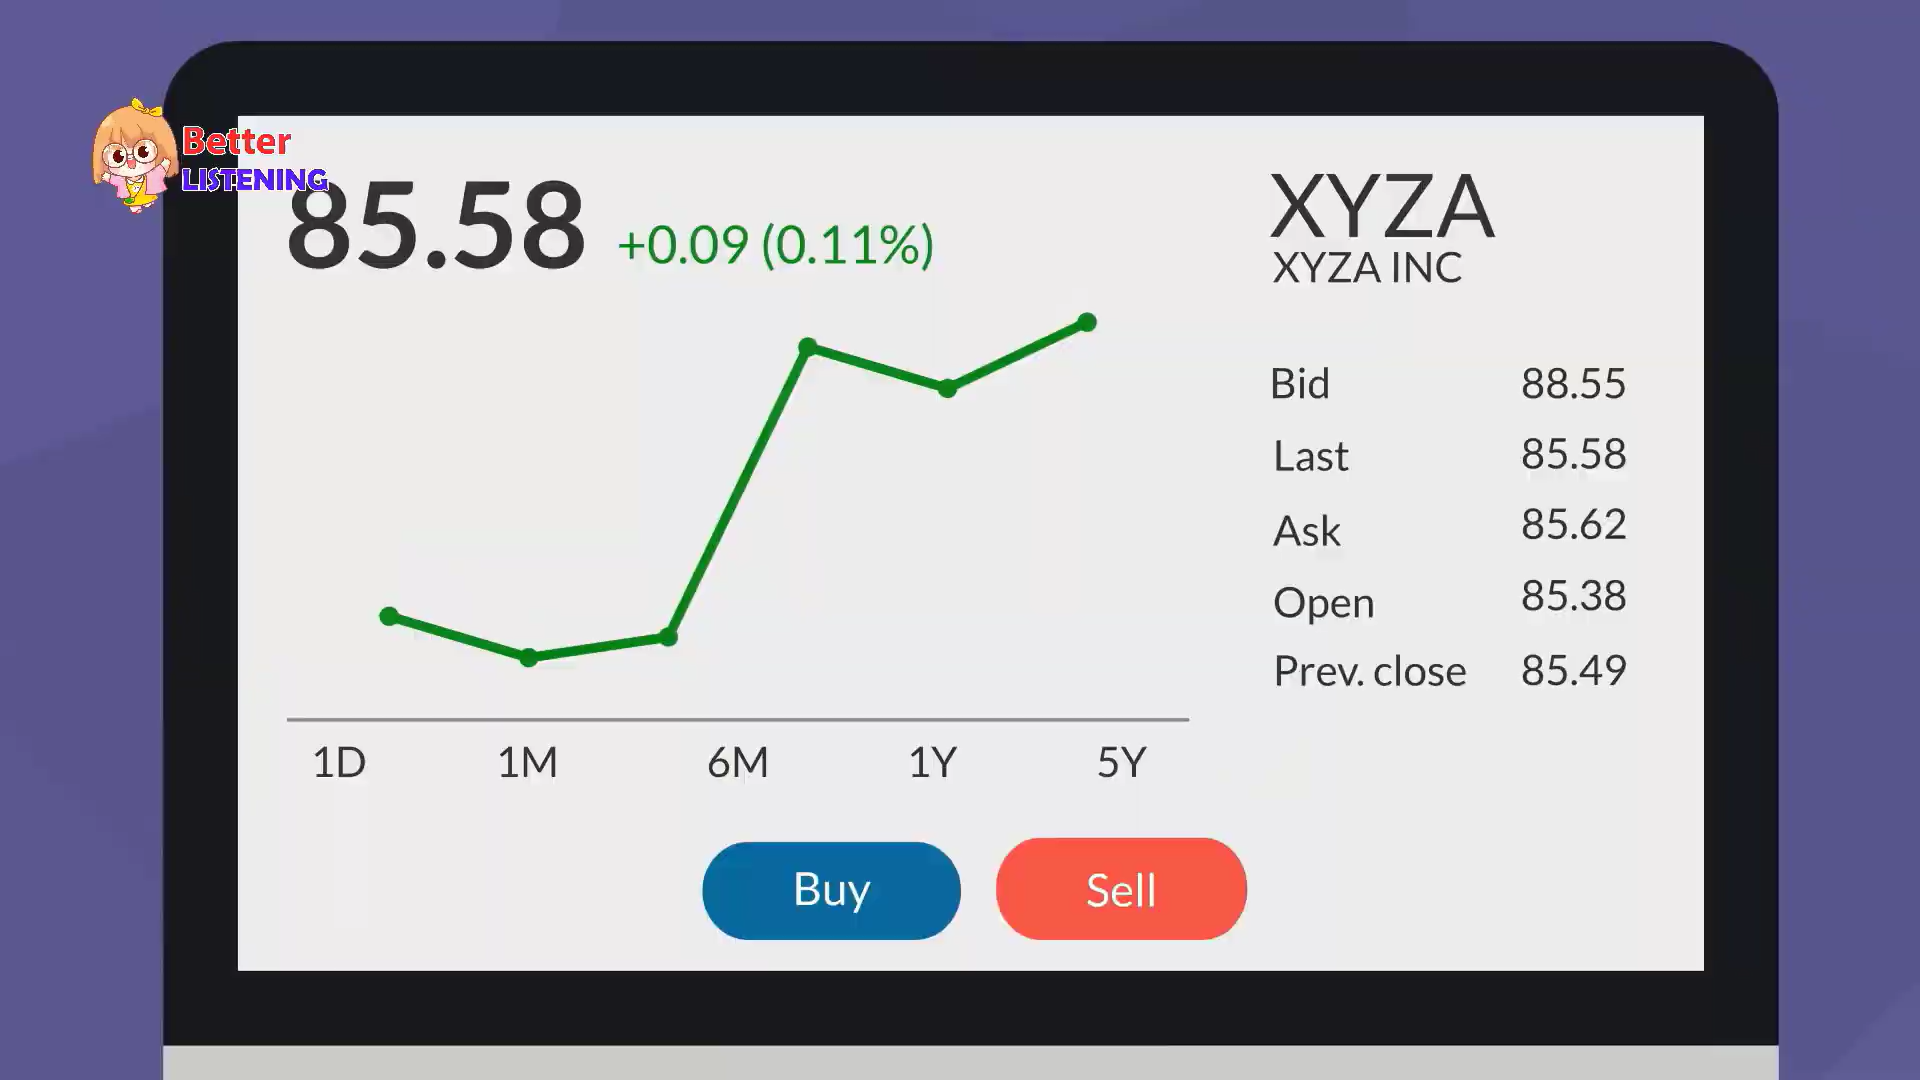 Better
LISTENING
85.58 +0.09 (0.11%)
XYZA
XYZA INC
Bid 88.55
Last 85.58
Ask 85.62
Open 85.38
Prev. close 85.49
1D 1M 6M 1Y 5Y
Buy Sell